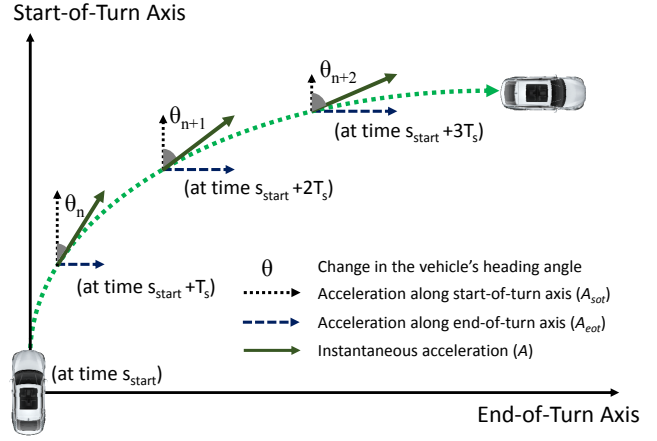 Start-of-Turn Axis
θn+2
θn+1
(at time sstart +3Ts)
(at time sstart +2Ts)
θn
(at time sstart +Ts)
θ Change in the vehicle's heading angle
Acceleration along start-of-turn axis (Asot)
Acceleration along end-of-turn axis (Aeot)
Instantaneous acceleration (A)
(at time sstart)
End-of-Turn Axis